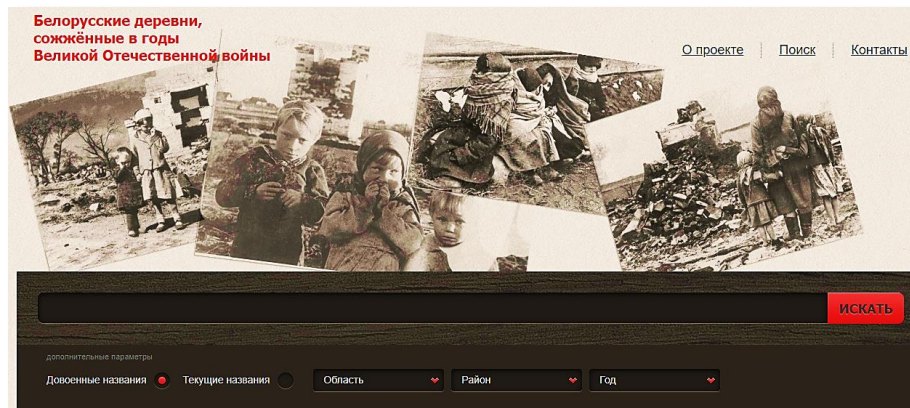 Белорусские деревни,
сожжённые в годы
Великой Отечественной войны
О проекте
Поиск
Контакты
ИСКАТЬ
дополнительные параметры
Довоенные названия
Текущие названия
Область
Район
Год